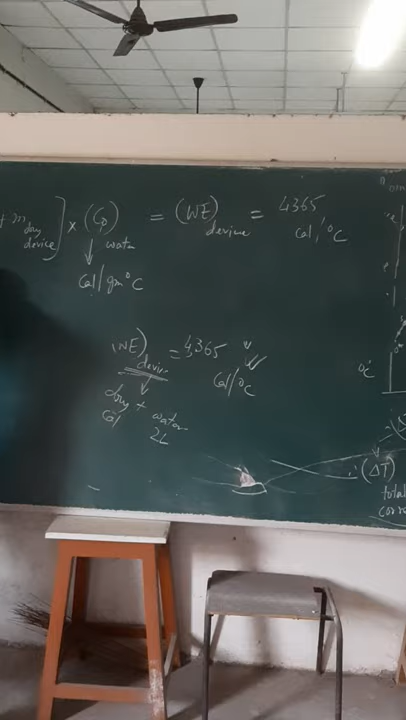 + m dry device] × (Cp) water = (WE) device = 4365 cal/°C
cal/gm°C
WE) device = 4365 cal/°C
dry cal + water 2L
(ΔT)
total